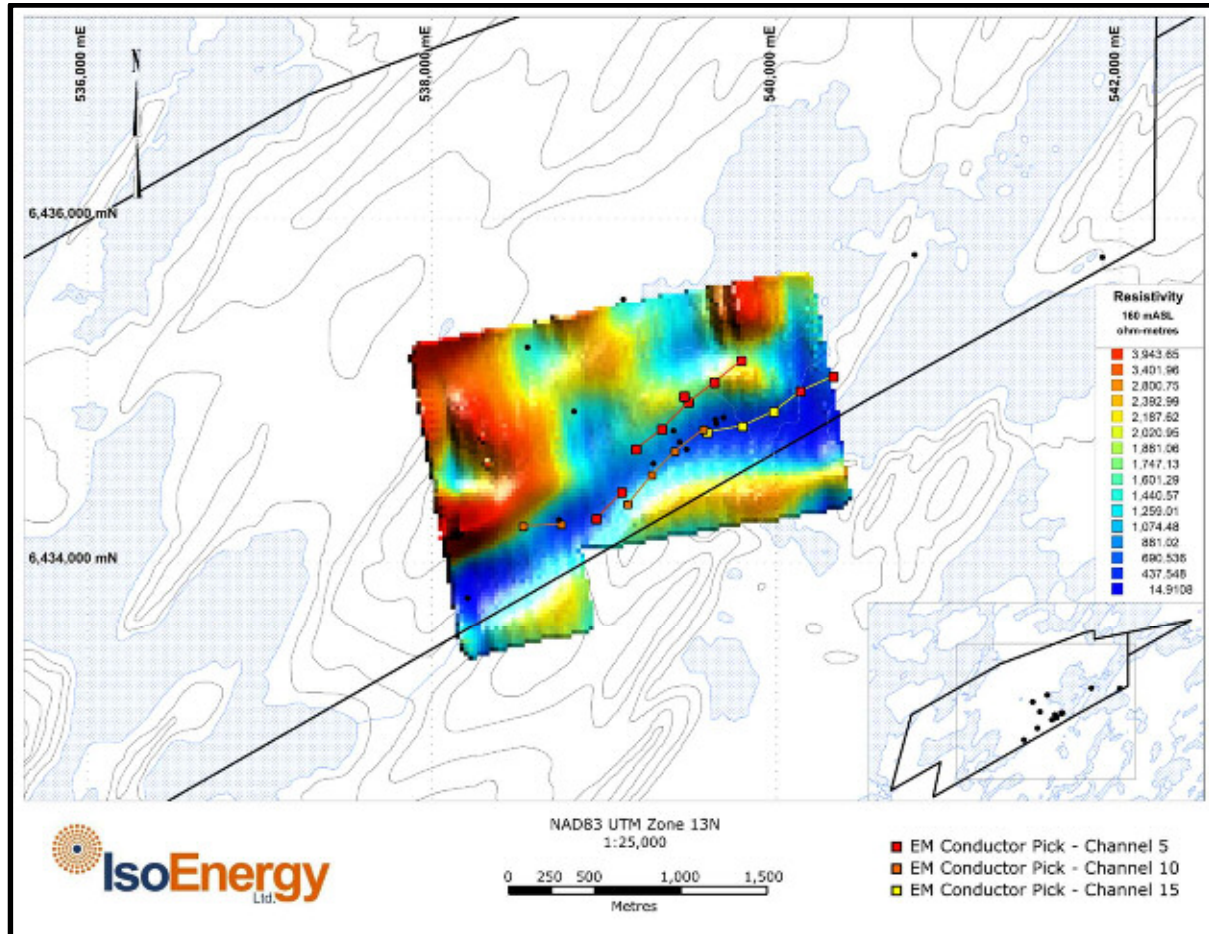 N
536,000 mE
538,000 mE
540,000 mE
542,000 mE
6,436,000 mN
6,434,000 mN
Resistivity
160 mASL
ohm-metres
3,943.65
3,401.96
2,800.75
2,392.99
2,187.62
2,020.95
1,881.06
1,747.13
1,601.29
1,440.57
1,259.01
1,074.48
881.02
690.536
437.548
14.9108
IsoEnergy
Ltd.
NAD83 UTM Zone 13N
1:25,000
0 250 500 1,000 1,500
Metres
EM Conductor Pick - Channel 5
EM Conductor Pick - Channel 10
EM Conductor Pick - Channel 15